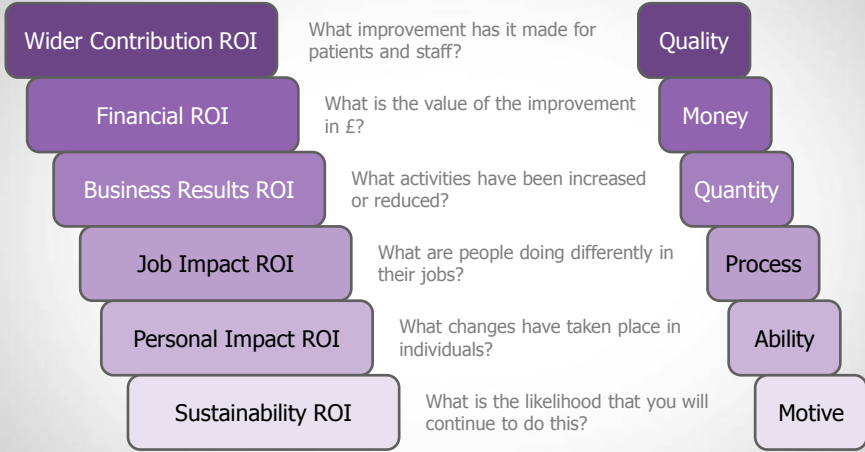 Wider Contribution ROI
What improvement has it made for
patients and staff?
Quality
Financial ROI
What is the value of the improvement
in £?
Money
Business Results ROI
What activities have been increased
or reduced?
Quantity
Job Impact ROI
What are people doing differently in
their jobs?
Process
Personal Impact ROI
What changes have taken place in
individuals?
Ability
Sustainability ROI
What is the likelihood that you will
continue to do this?
Motive